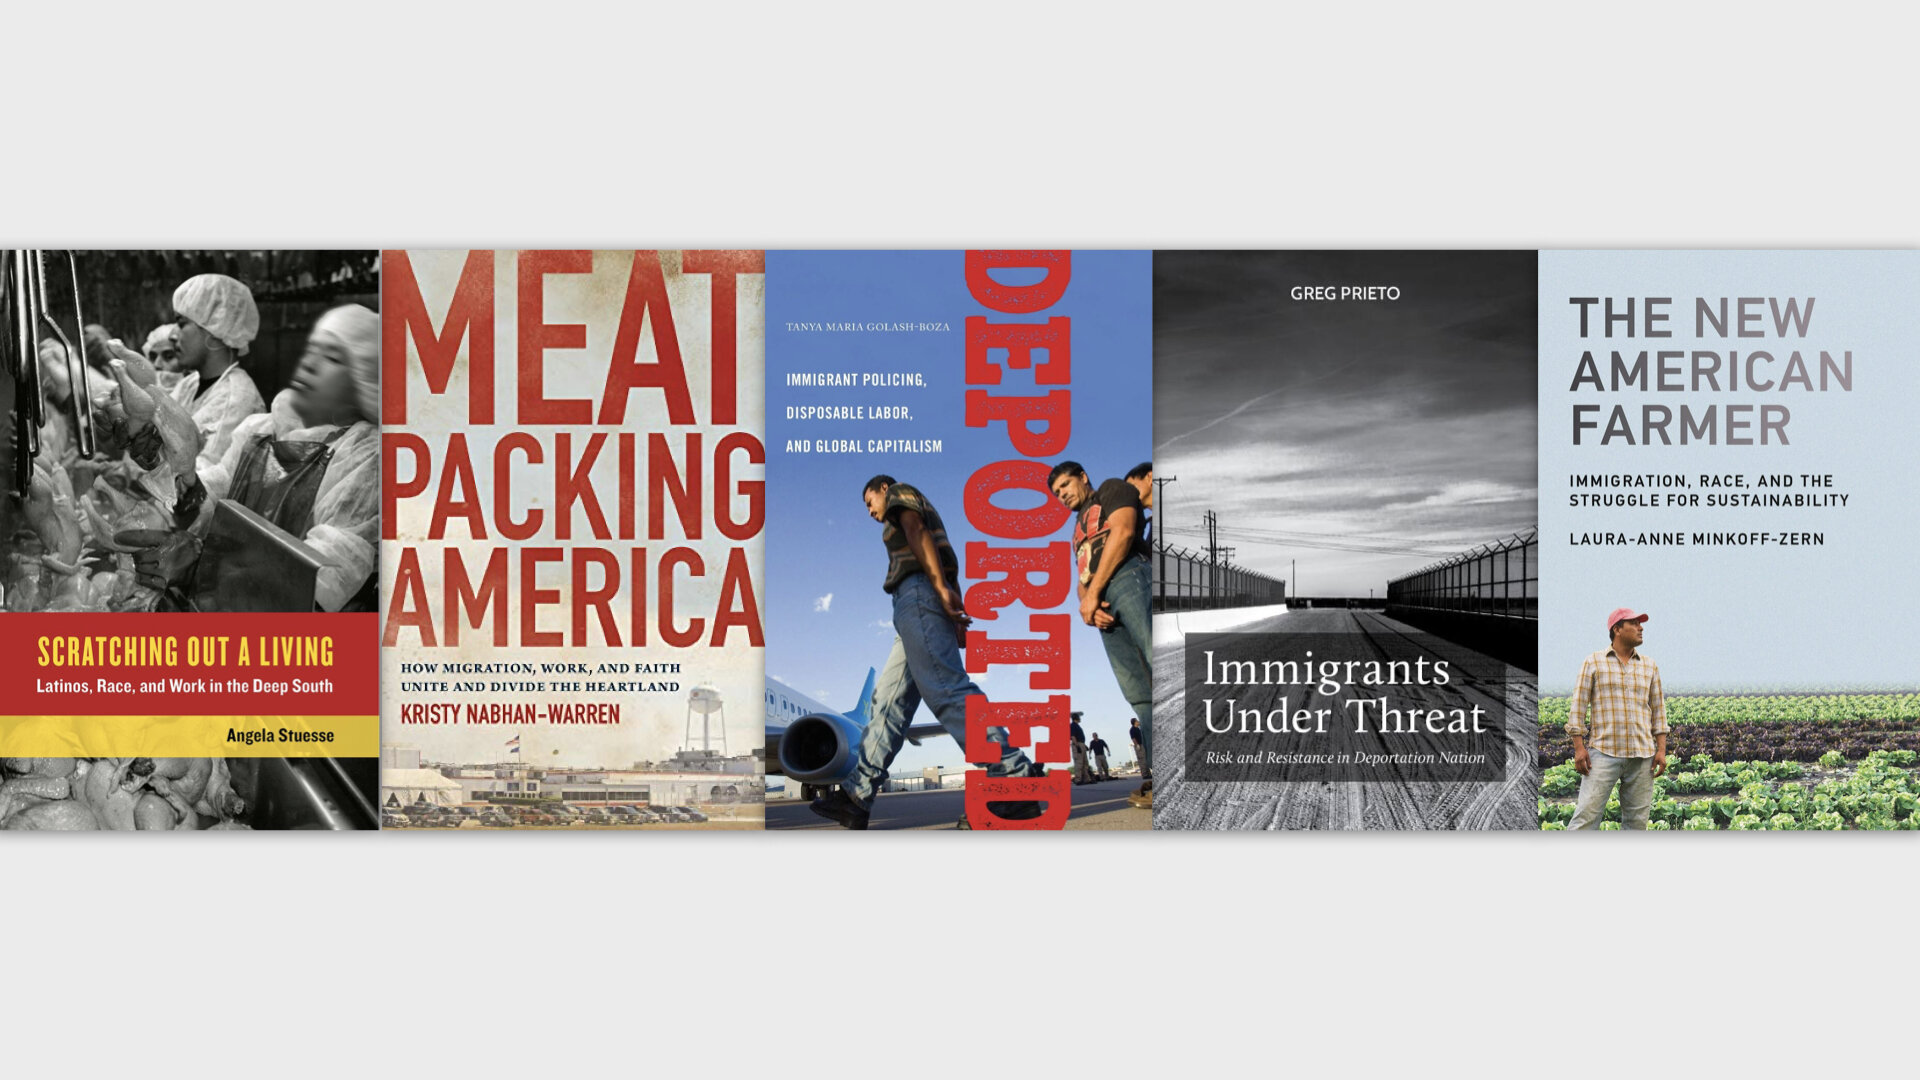 SCRATCHING OUT A LIVING
Latinos, Race, and Work in the Deep South
Angela Stuesse
MEAT
PACKING
AMERICA
HOW MIGRATION, WORK, AND FAITH
UNITE AND DIVIDE THE HEARTLAND
KRISTY NABHAN-WARREN
TANYA MARIA GOLASH-BOZA
IMMIGRANT POLICING,
DISPOSABLE LABOR,
AND GLOBAL CAPITALISM
DEPORTED
GREG PRIETO
Immigrants
Under Threat
Risk and Resistance in Deportation Nation
THE NEW
AMERICAN
FARMER
IMMIGRATION, RACE, AND THE
STRUGGLE FOR SUSTAINABILITY
LAURA-ANNE MINKOFF-ZERN